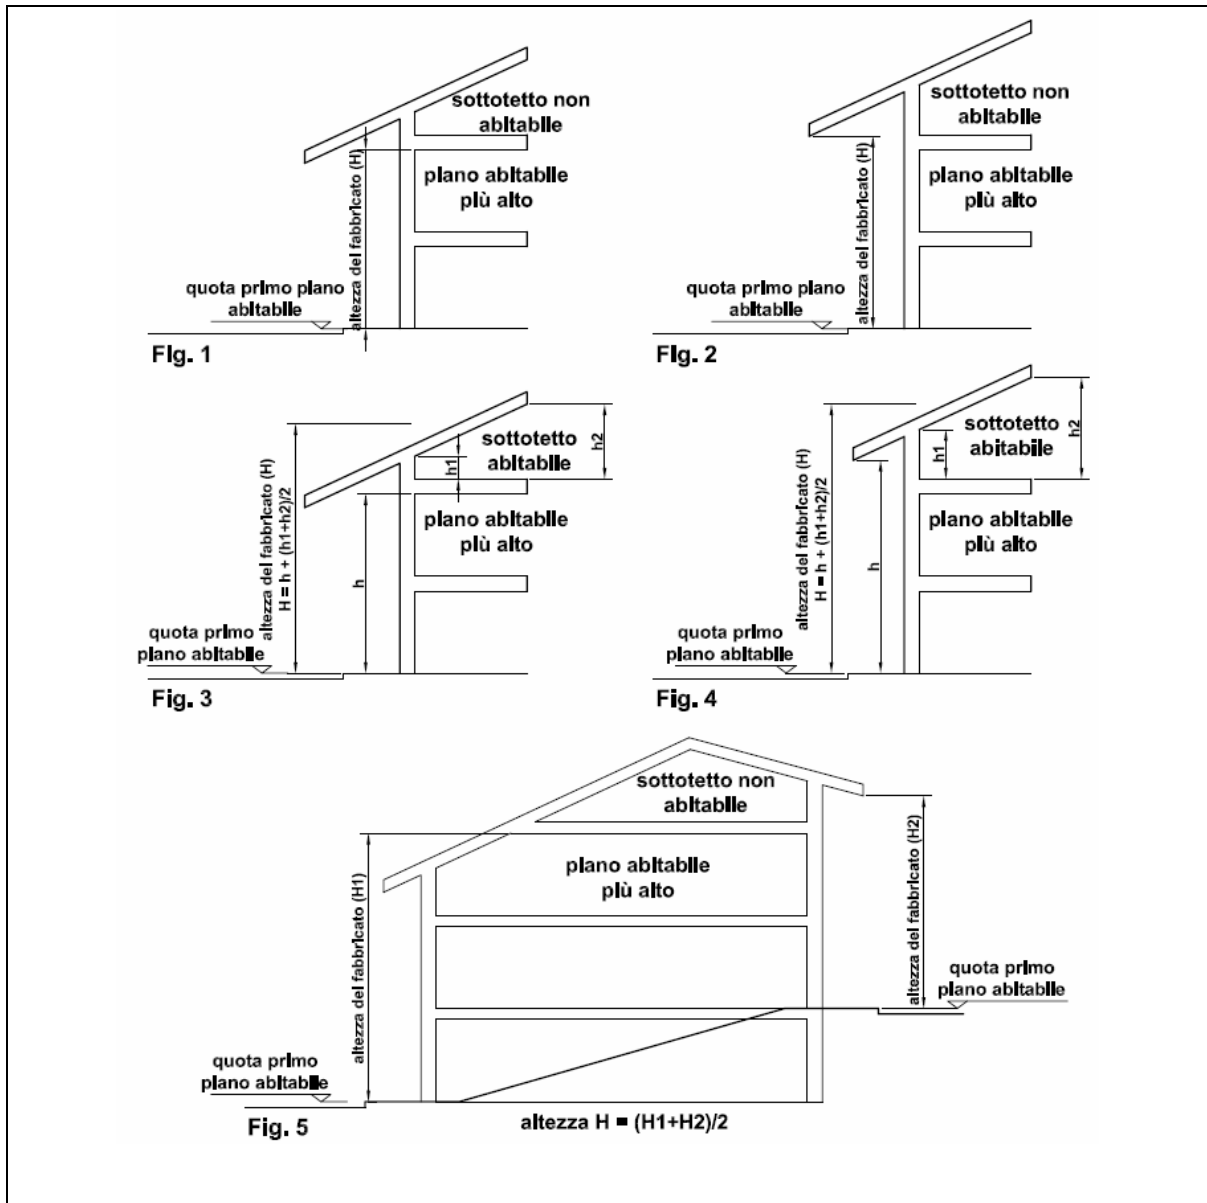 sottotetto non
abitabile
piano abitabile
più alto
altezza del fabbricato (H)
quota primo piano
abitabile
Fig. 1
sottotetto non
abitabile
piano abitabile
più alto
altezza del fabbricato (H)
quota primo piano
abitabile
Fig. 2
sottotetto
abitabile
h1
h2
piano abitabile
più alto
altezza del fabbricato (H)
H = h + (h1+h2)/2
h
quota primo
piano abitabile
Fig. 3
sottotetto
abitabile
h1
h2
piano abitabile
più alto
altezza del fabbricato (H)
H = h + (h1+h2)/2
h
quota primo
piano abitabile
Fig. 4
sottotetto non
abitabile
piano abitabile
più alto
altezza del fabbricato (H1)
altezza del fabbricato (H2)
quota primo
piano abitabile
quota primo
piano abitabile
Fig. 5
altezza H = (H1+H2)/2